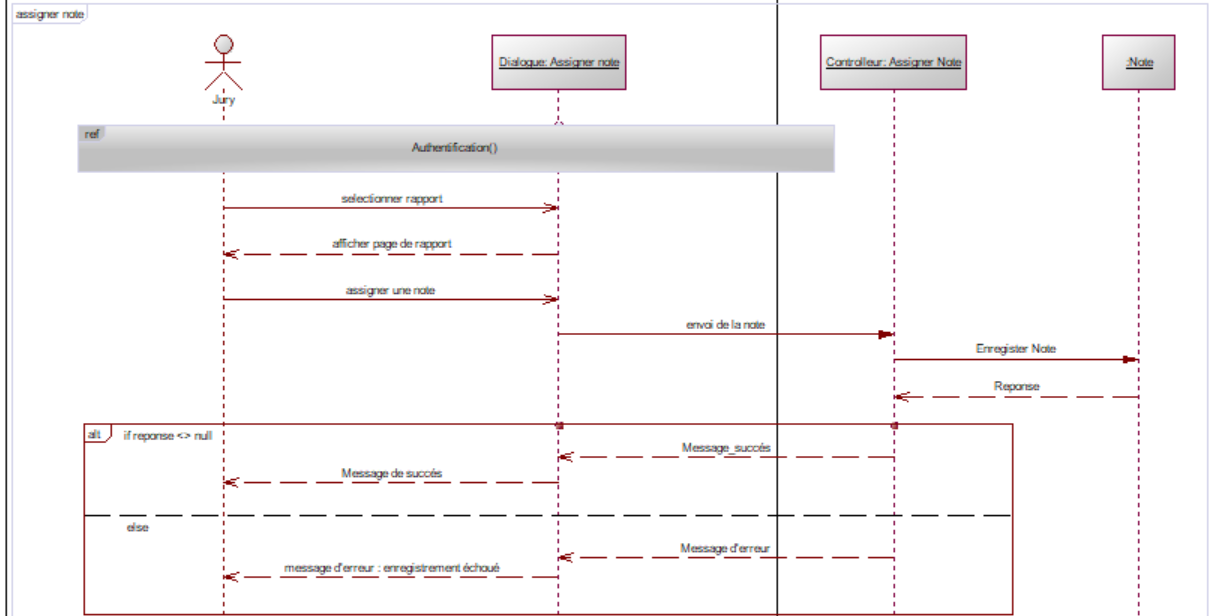 assigner note
Jury
Dialogue: Assigner note
Controlleur: Assigner Note
:Note
ref
Authentification()
selectionner rapport
afficher page de rapport
assigner une note
envoi de la note
Enregister Note
Reponse
alt
if reponse <> null
Message_succés
Message de succés
else
Message d'erreur
message d'erreur : enregistrement échoué